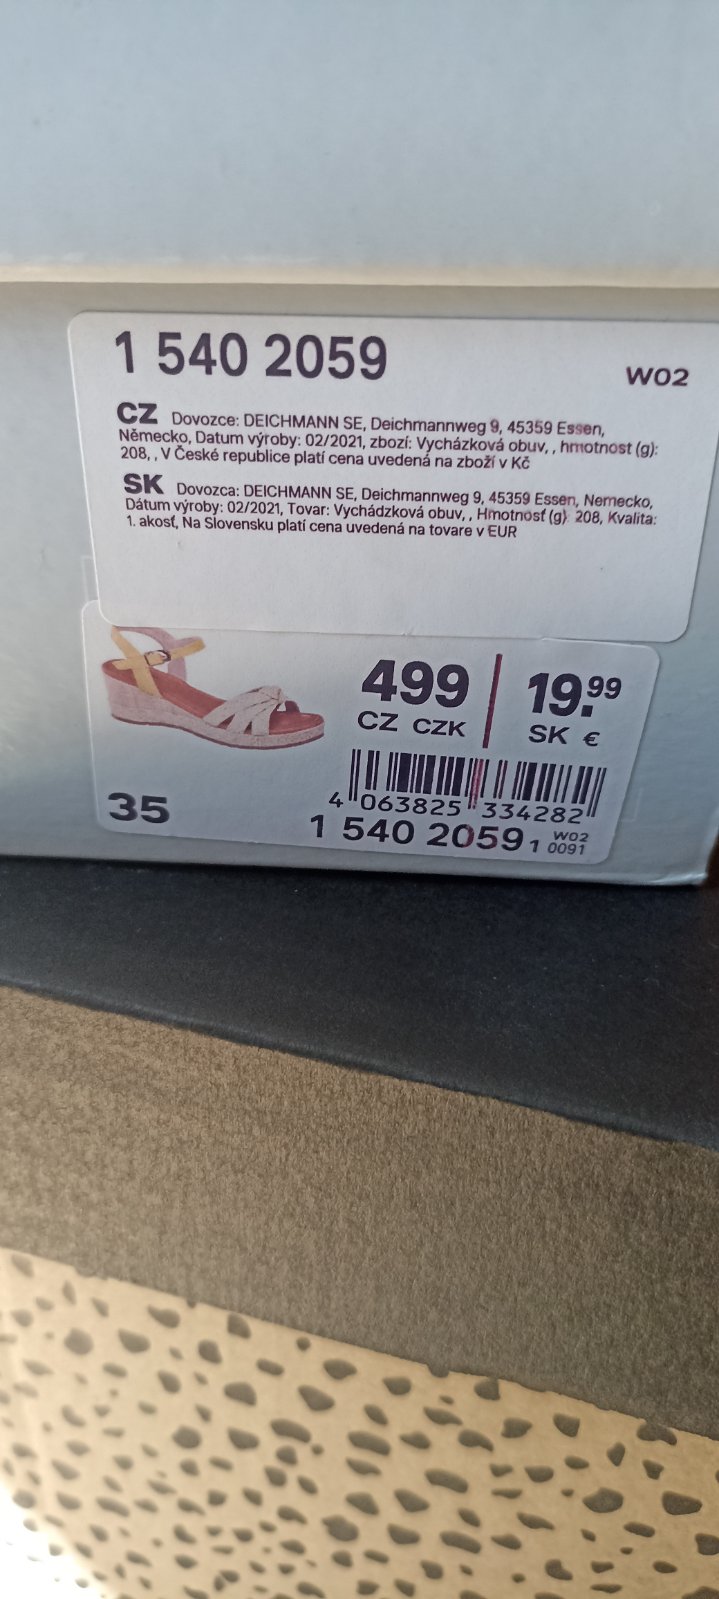 1 540 2059
W02
CZ Dovozce: DEICHMANN SE, Deichmannweg 9, 45359 Essen,
Německo, Datum výroby: 02/2021, zbozí: Vycházková obuv, , hmotnost (g):
208, , V České republice platí cena uvedená na zboží v Kč
SK Dovozca: DEICHMANN SE, Deichmannweg 9, 45359 Essen, Nemecko,
Dátum výroby: 02/2021, Tovar: Vychádzková obuv, , Hmotnosť (g): 208, Kvalita:
1. akosť, Na Slovensku platí cena uvedená na tovare v EUR
499 19.99
CZ CZK SK €
35
4 063825 334282
1 540 2059 1 W02
0091